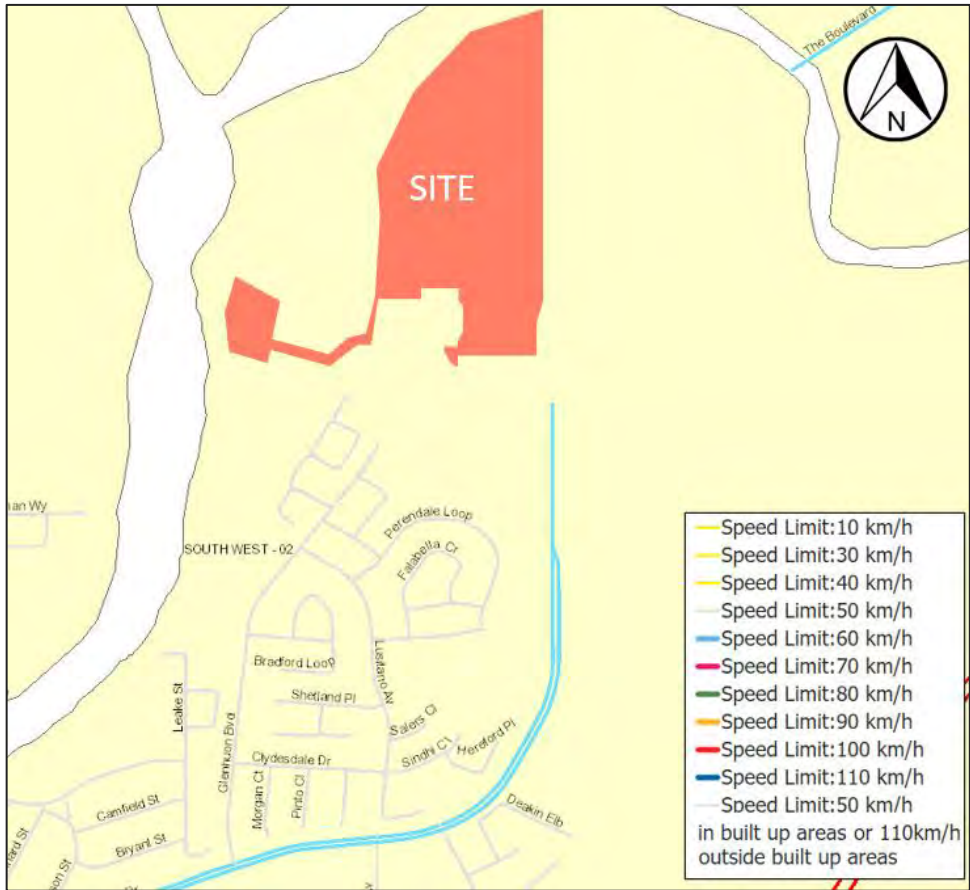 The Boulevard
N
SITE
Perendale Loop
SOUTH WEST - 02
Falabella Cr
Bradford Loop
Lusitano Av
Leake St
Shetland Pl
Salers Cl
Glenhuon Blvd
Sindhi Ct
Hereford Pl
Clydesdale Dr
Morgan Ct
Pinto Cl
Camfield St
Deakin Elb
Bryant St
Speed Limit:10 km/h
Speed Limit:30 km/h
Speed Limit:40 km/h
Speed Limit:50 km/h
Speed Limit:60 km/h
Speed Limit:70 km/h
Speed Limit:80 km/h
Speed Limit:90 km/h
Speed Limit:100 km/h
Speed Limit:110 km/h
Speed Limit:50 km/h
in built up areas or 110km/h
outside built up areas